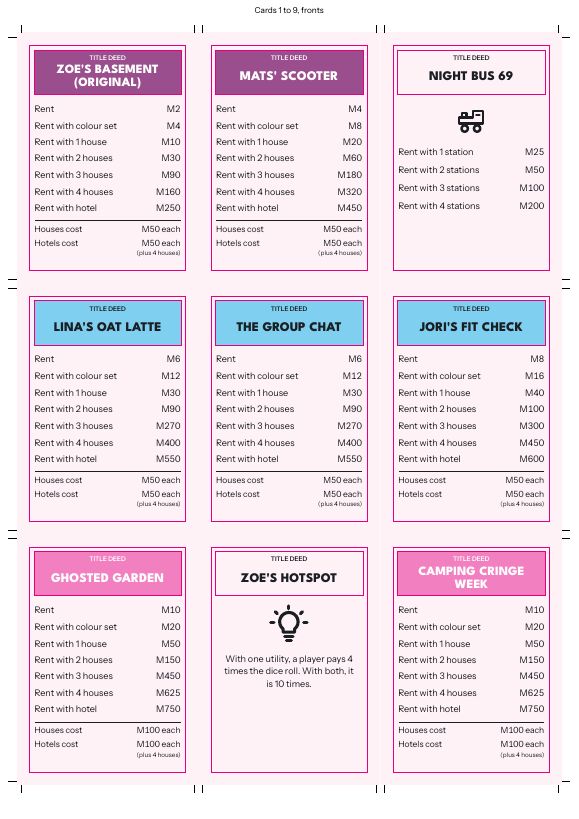 Cards 1 to 9, fronts
TITLE DEED
ZOE'S BASEMENT
(ORIGINAL)
Rent M2
Rent with colour set M4
Rent with 1 house M10
Rent with 2 houses M30
Rent with 3 houses M90
Rent with 4 houses M160
Rent with hotel M250
Houses cost M50 each
Hotels cost M50 each
(plus 4 houses)
TITLE DEED
MATS' SCOOTER
Rent M4
Rent with colour set M8
Rent with 1 house M20
Rent with 2 houses M60
Rent with 3 houses M180
Rent with 4 houses M320
Rent with hotel M450
Houses cost M50 each
Hotels cost M50 each
(plus 4 houses)
TITLE DEED
NIGHT BUS 69
Rent with 1 station M25
Rent with 2 stations M50
Rent with 3 stations M100
Rent with 4 stations M200
TITLE DEED
LINA'S OAT LATTE
Rent M6
Rent with colour set M12
Rent with 1 house M30
Rent with 2 houses M90
Rent with 3 houses M270
Rent with 4 houses M400
Rent with hotel M550
Houses cost M50 each
Hotels cost M50 each
(plus 4 houses)
TITLE DEED
THE GROUP CHAT
Rent M6
Rent with colour set M12
Rent with 1 house M30
Rent with 2 houses M90
Rent with 3 houses M270
Rent with 4 houses M400
Rent with hotel M550
Houses cost M50 each
Hotels cost M50 each
(plus 4 houses)
TITLE DEED
JORI'S FIT CHECK
Rent M8
Rent with colour set M16
Rent with 1 house M40
Rent with 2 houses M100
Rent with 3 houses M300
Rent with 4 houses M450
Rent with hotel M600
Houses cost M50 each
Hotels cost M50 each
(plus 4 houses)
TITLE DEED
GHOSTED GARDEN
Rent M10
Rent with colour set M20
Rent with 1 house M50
Rent with 2 houses M150
Rent with 3 houses M450
Rent with 4 houses M625
Rent with hotel M750
Houses cost M100 each
Hotels cost M100 each
(plus 4 houses)
TITLE DEED
ZOE'S HOTSPOT
With one utility, a player pays 4
times the dice roll. With both, it
is 10 times.
TITLE DEED
CAMPING CRINGE
WEEK
Rent M10
Rent with colour set M20
Rent with 1 house M50
Rent with 2 houses M150
Rent with 3 houses M450
Rent with 4 houses M625
Rent with hotel M750
Houses cost M100 each
Hotels cost M100 each
(plus 4 houses)